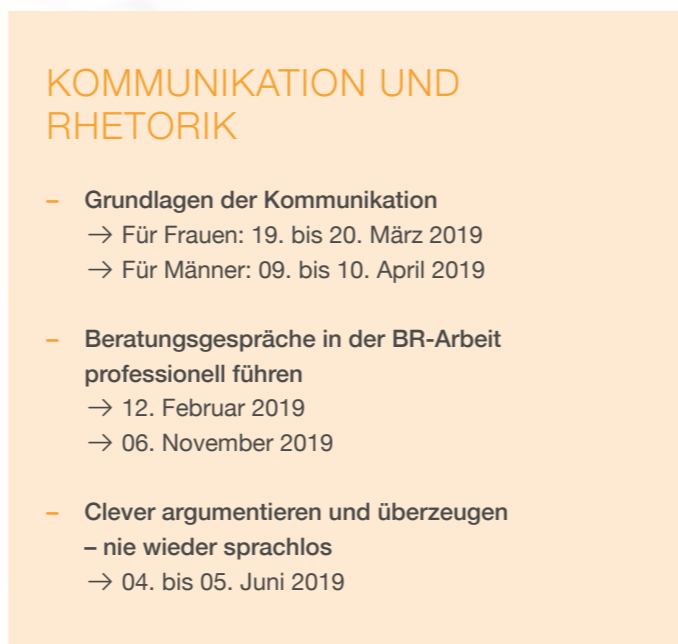 KOMMUNIKATION UND
RHETORIK
– Grundlagen der Kommunikation
→ Für Frauen: 19. bis 20. März 2019
→ Für Männer: 09. bis 10. April 2019
– Beratungsgespräche in der BR-Arbeit
professionell führen
→ 12. Februar 2019
→ 06. November 2019
– Clever argumentieren und überzeugen
– nie wieder sprachlos
→ 04. bis 05. Juni 2019